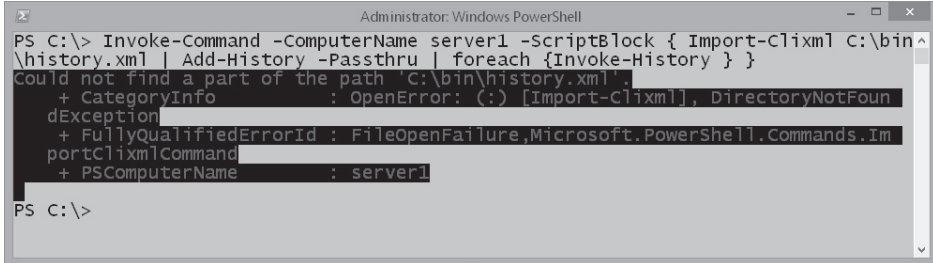 Administrator: Windows PowerShell
PS C:\> Invoke-Command -ComputerName server1 -ScriptBlock { Import-Clixml C:\bin
\history.xml | Add-History -Passthru | foreach {Invoke-History } }
Could not find a part of the path 'C:\bin\history.xml'.
    + CategoryInfo          : OpenError: (:) [Import-Clixml], DirectoryNotFoun
   dException
    + FullyQualifiedErrorId : FileOpenFailure,Microsoft.PowerShell.Commands.Im
   portClixmlCommand
    + PSComputerName        : server1
PS C:\>